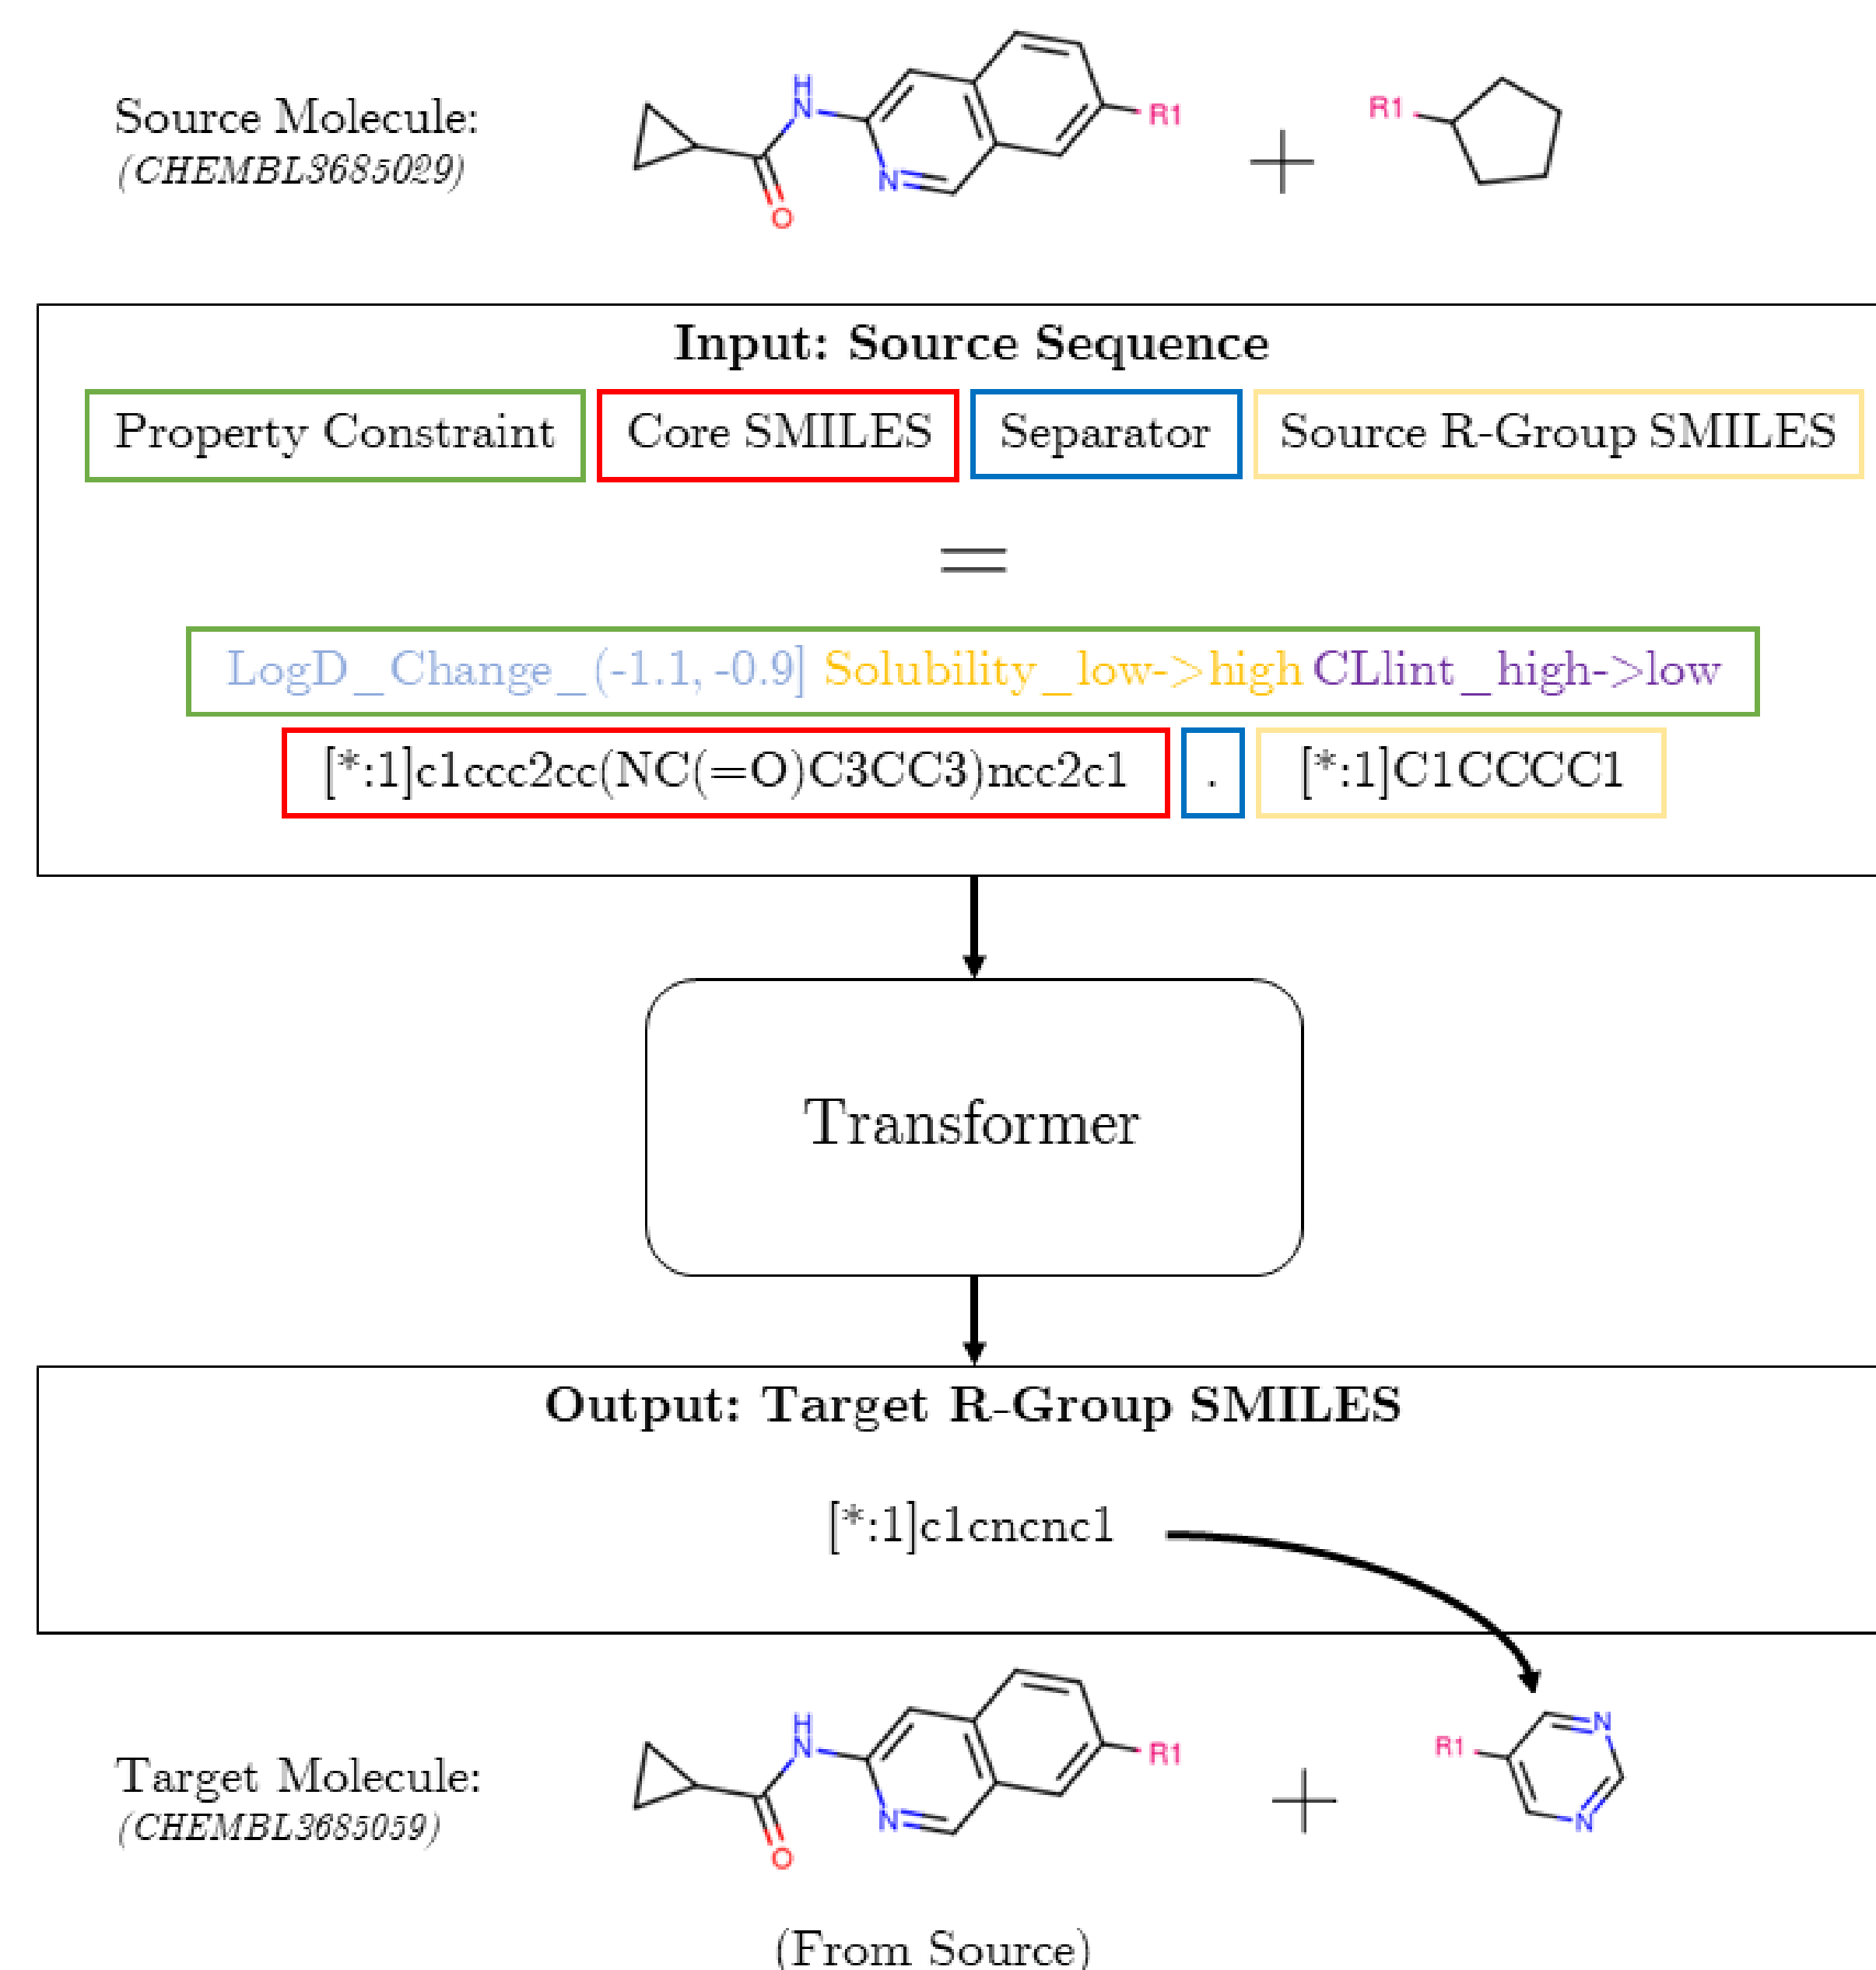 Source Molecule:
(CHEMBL3685029)
H
N
N
O
R1
+
R1
Input: Source Sequence
Property Constraint Core SMILES Separator Source R-Group SMILES
=
LogD_Change_(-1.1, -0.9] Solubility_low->high CLlint_high->low
[*:1]c1ccc2cc(NC(=O)C3CC3)ncc2c1 . [*:1]C1CCCC1
Transformer
Output: Target R-Group SMILES
[*:1]c1cncnc1
Target Molecule:
(CHEMBL3685059)
H
N
N
O
R1
+
R1
N
N
(From Source)